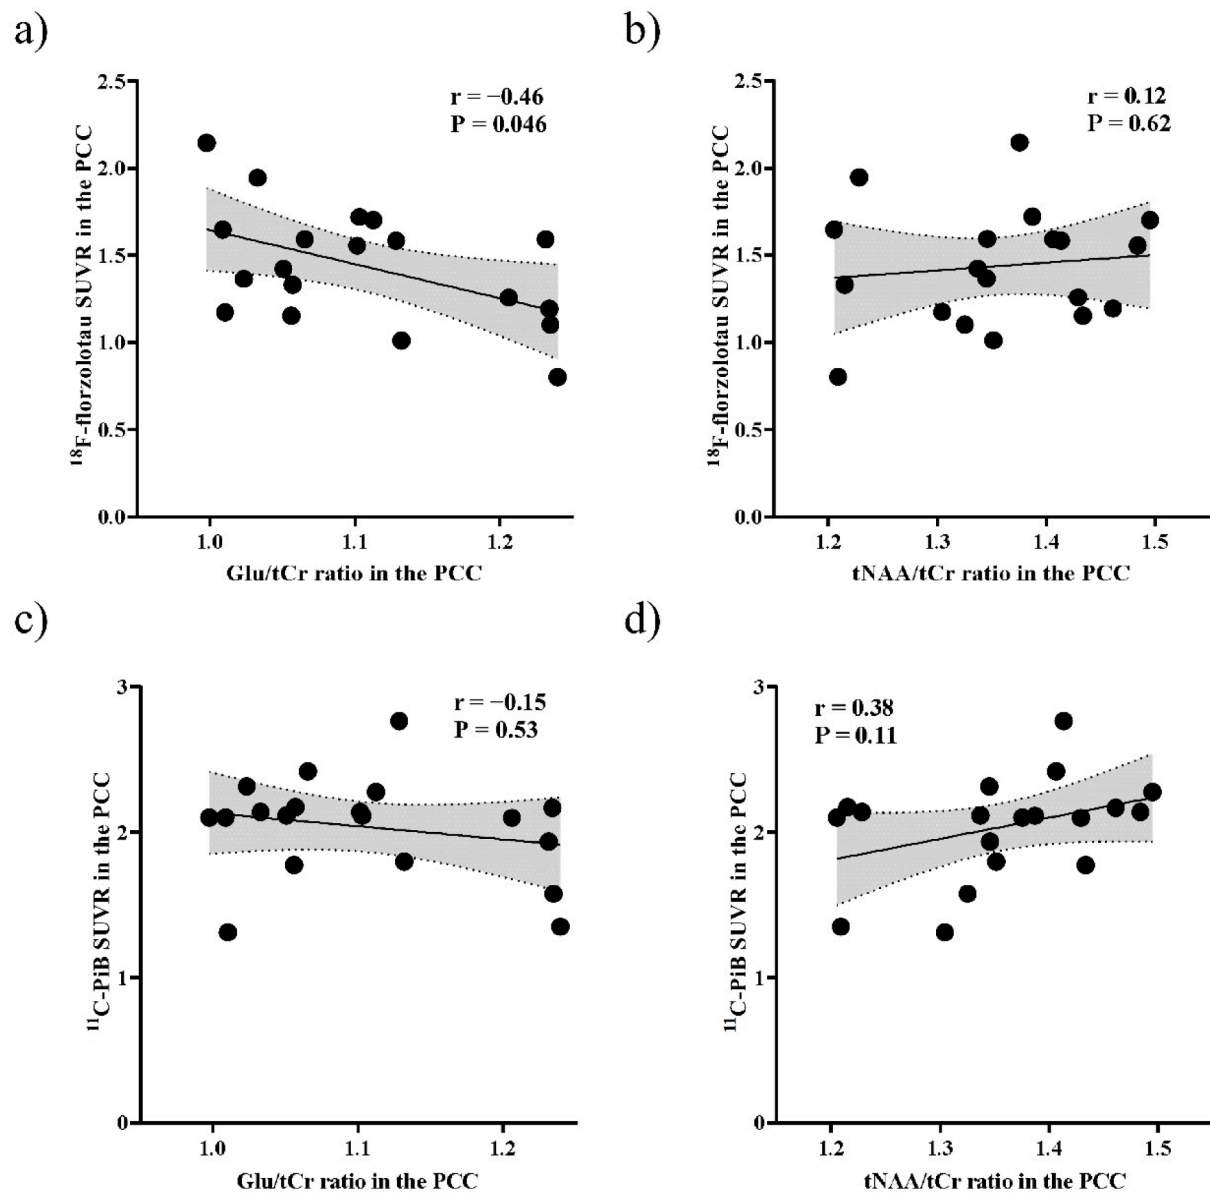 a)
18F-florzolotau SUVR in the PCC
2.5
2.0
1.5
1.0
0.5
0.0
r = −0.46
P = 0.046
1.0 1.1 1.2
Glu/tCr ratio in the PCC
b)
18F-florzolotau SUVR in the PCC
2.5
2.0
1.5
1.0
0.5
0.0
r = 0.12
P = 0.62
1.2 1.3 1.4 1.5
tNAA/tCr ratio in the PCC
c)
11C-PiB SUVR in the PCC
3
2
1
0
r = −0.15
P = 0.53
1.0 1.1 1.2
Glu/tCr ratio in the PCC
d)
11C-PiB SUVR in the PCC
3
2
1
0
r = 0.38
P = 0.11
1.2 1.3 1.4 1.5
tNAA/tCr ratio in the PCC